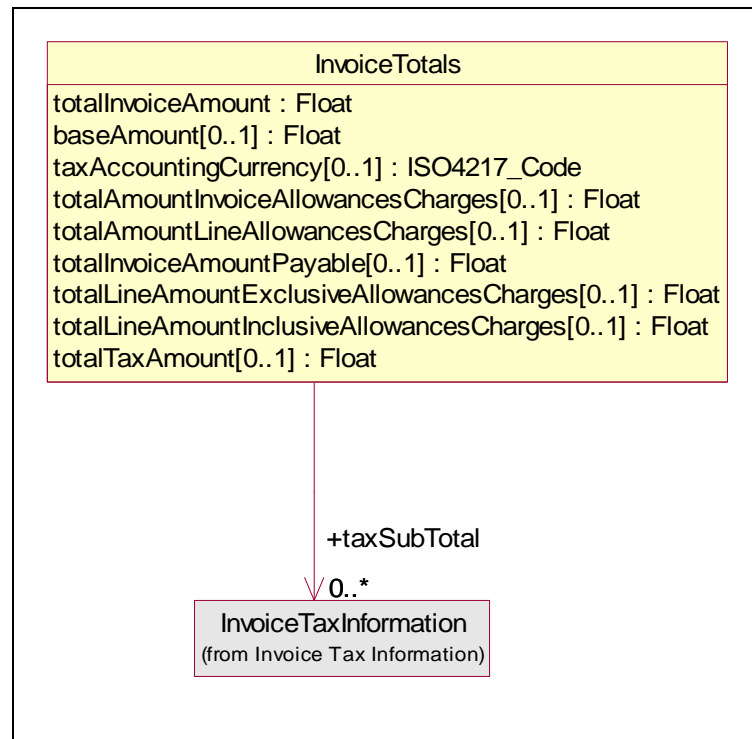 InvoiceTotals
totalInvoiceAmount : Float
baseAmount[0..1] : Float
taxAccountingCurrency[0..1] : ISO4217_Code
totalAmountInvoiceAllowancesCharges[0..1] : Float
totalAmountLineAllowancesCharges[0..1] : Float
totalInvoiceAmountPayable[0..1] : Float
totalLineAmountExclusiveAllowancesCharges[0..1] : Float
totalLineAmountInclusiveAllowancesCharges[0..1] : Float
totalTaxAmount[0..1] : Float
+taxSubTotal
0..*
InvoiceTaxInformation
(from Invoice Tax Information)